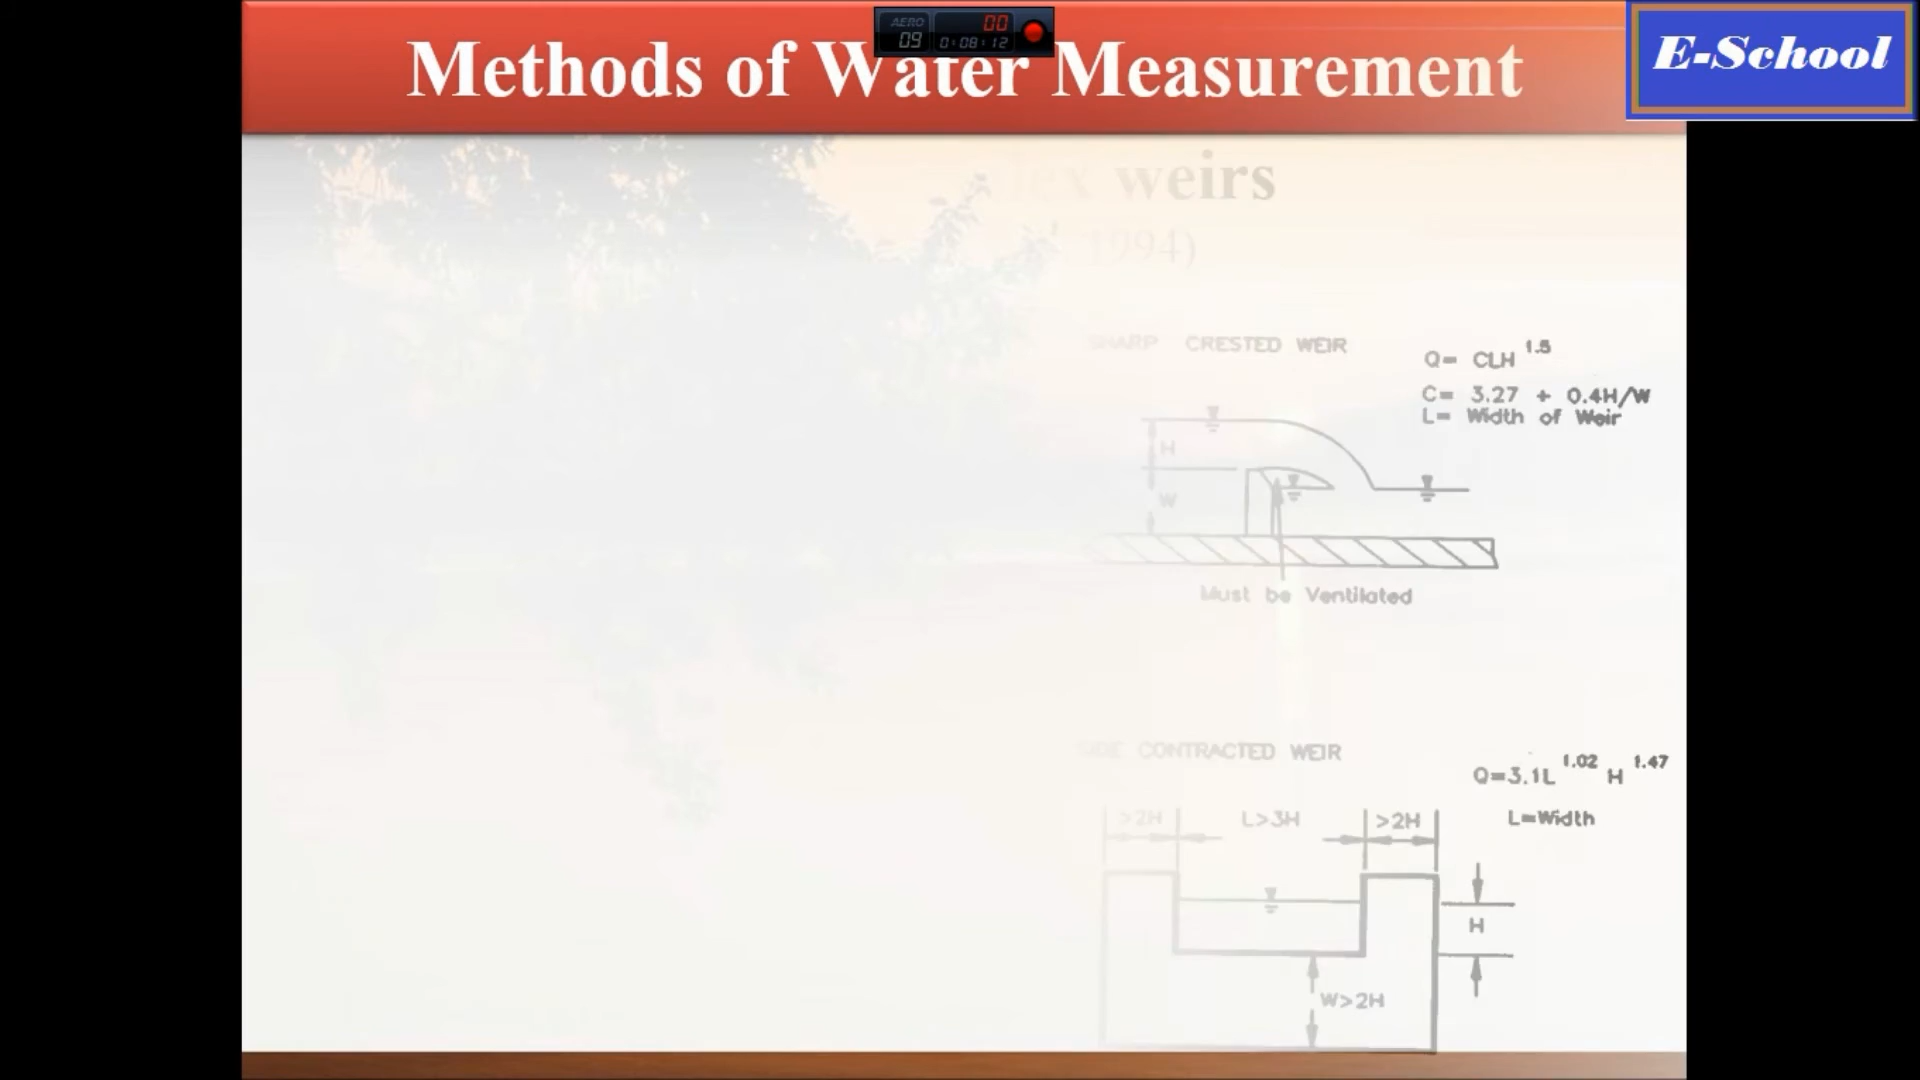 Methods of Water Measurement
AERO
09
00
0:08:12
E-School
weirs
1994)
SHARP CRESTED WEIR
Q= CLH 1.5
C= 3.27 + 0.4H/W
L= Width of Weir
H
W
Must be Ventilated
SIDE CONTRACTED WEIR
Q=3.1L 1.02 H 1.47
>2H
L>3H
>2H
L=Width
H
W>2H